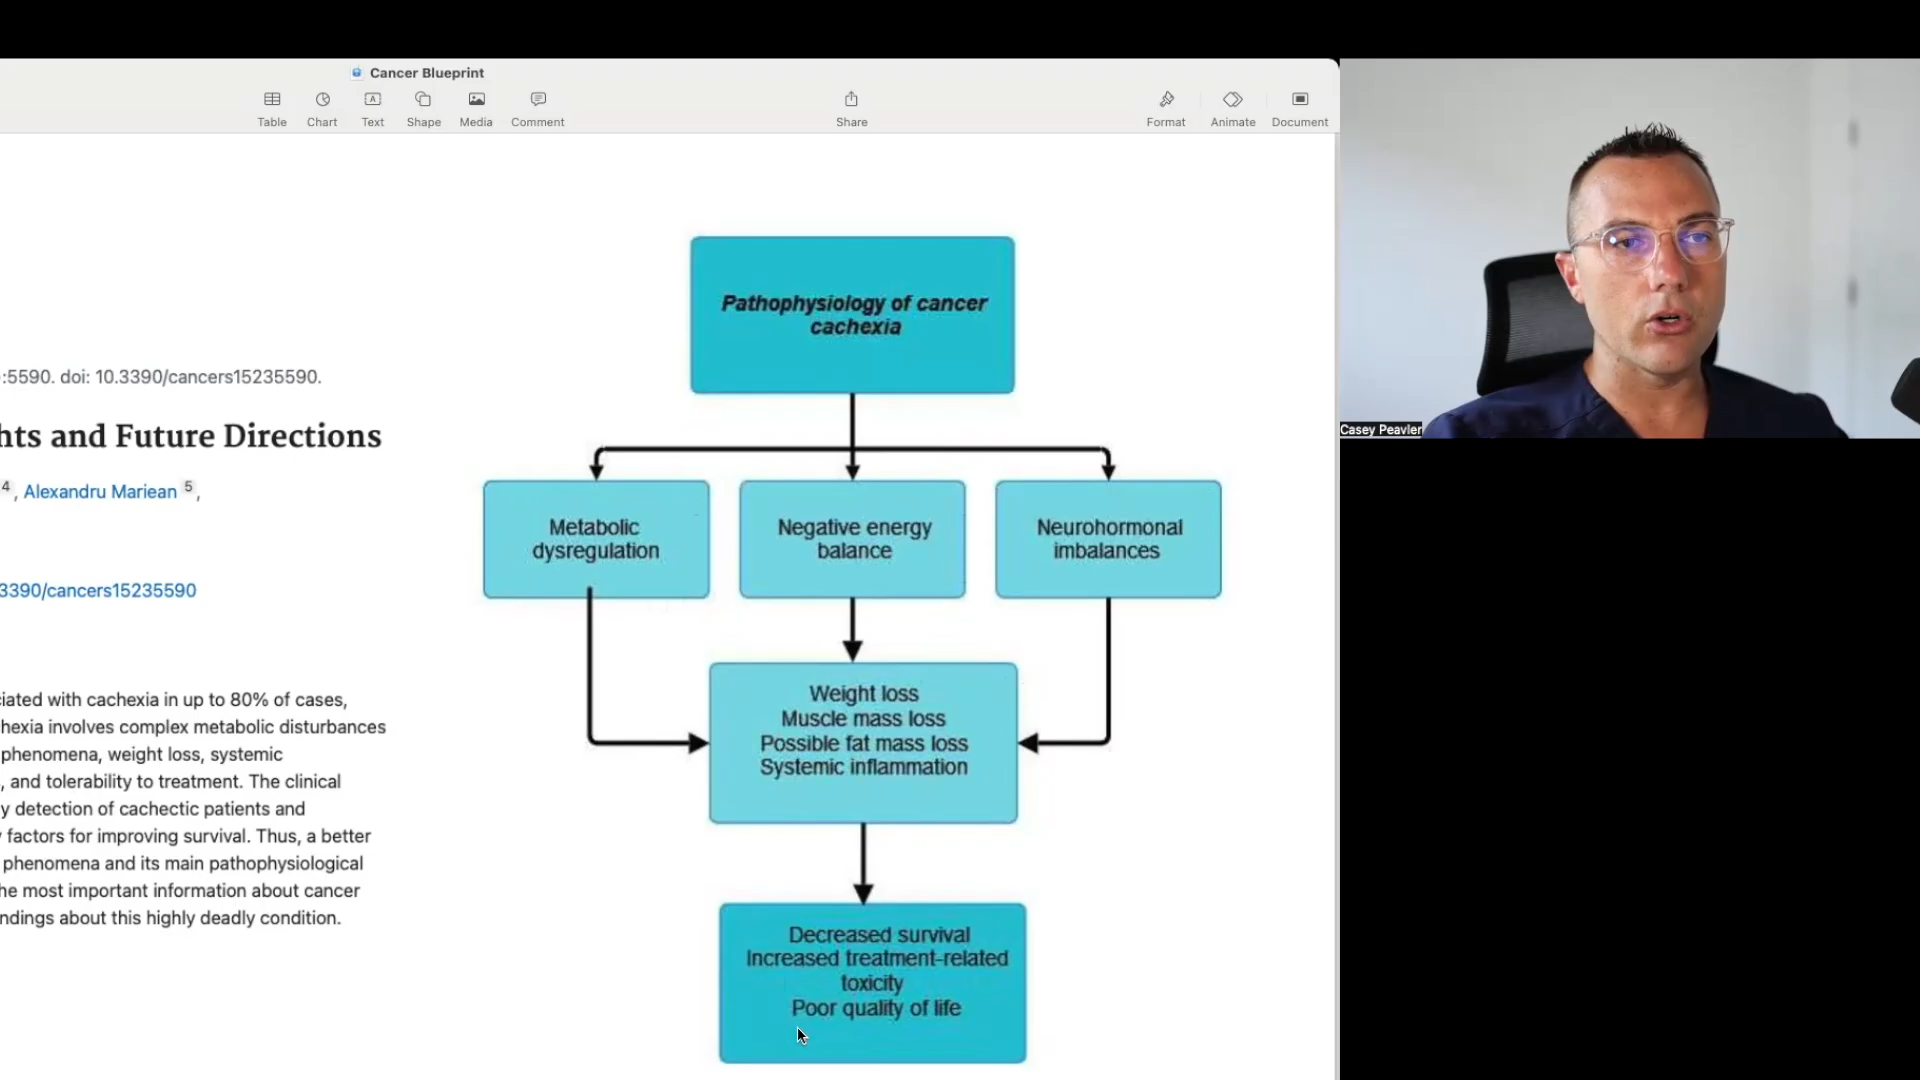 Cancer Blueprint
Table Chart Text Shape Media Comment Share Format Animate Document
:5590. doi: 10.3390/cancers15235590.
hts and Future Directions
4, Alexandru Mariean 5,
3390/cancers15235590
ciated with cachexia in up to 80% of cases,
hexia involves complex metabolic disturbances
phenomena, weight loss, systemic
, and tolerability to treatment. The clinical
y detection of cachectic patients and
factors for improving survival. Thus, a better
phenomena and its main pathophysiological
he most important information about cancer
ndings about this highly deadly condition.
Pathophysiology of cancer
cachexia
Metabolic
dysregulation
Negative energy
balance
Neurohormonal
imbalances
Weight loss
Muscle mass loss
Possible fat mass loss
Systemic inflammation
Decreased survival
Increased treatment-related
toxicity
Poor quality of life
Casey Peavler